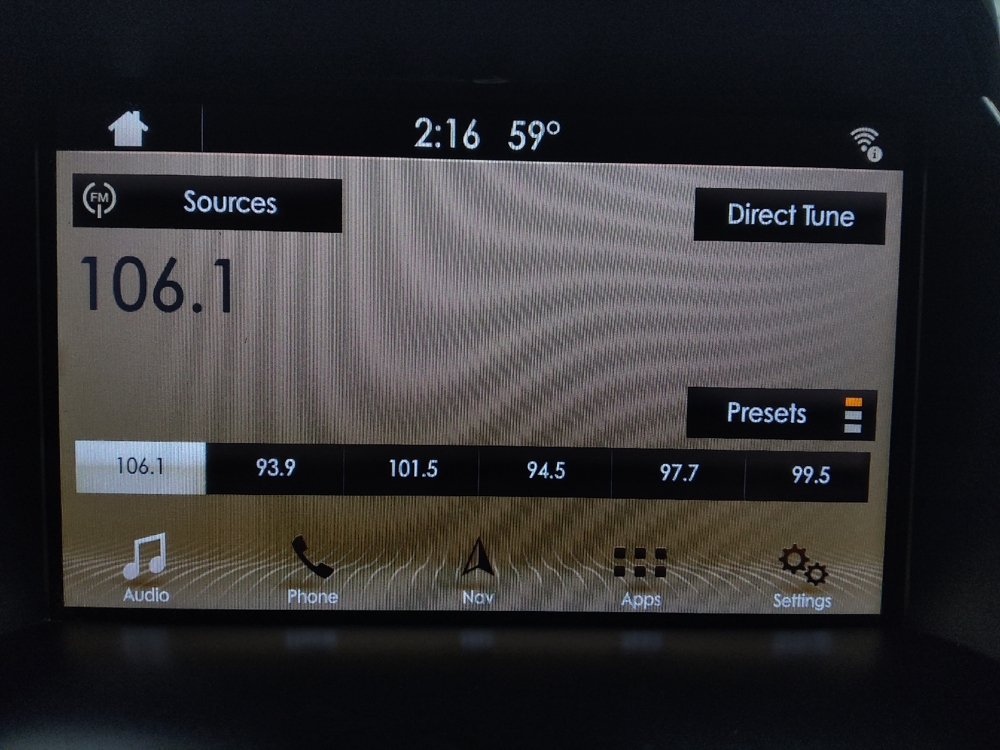 2:16 59°
FM Sources
Direct Tune
106.1
Presets
106.1 93.9 101.5 94.5 97.7 99.5
Audio Phone Nav Apps Settings